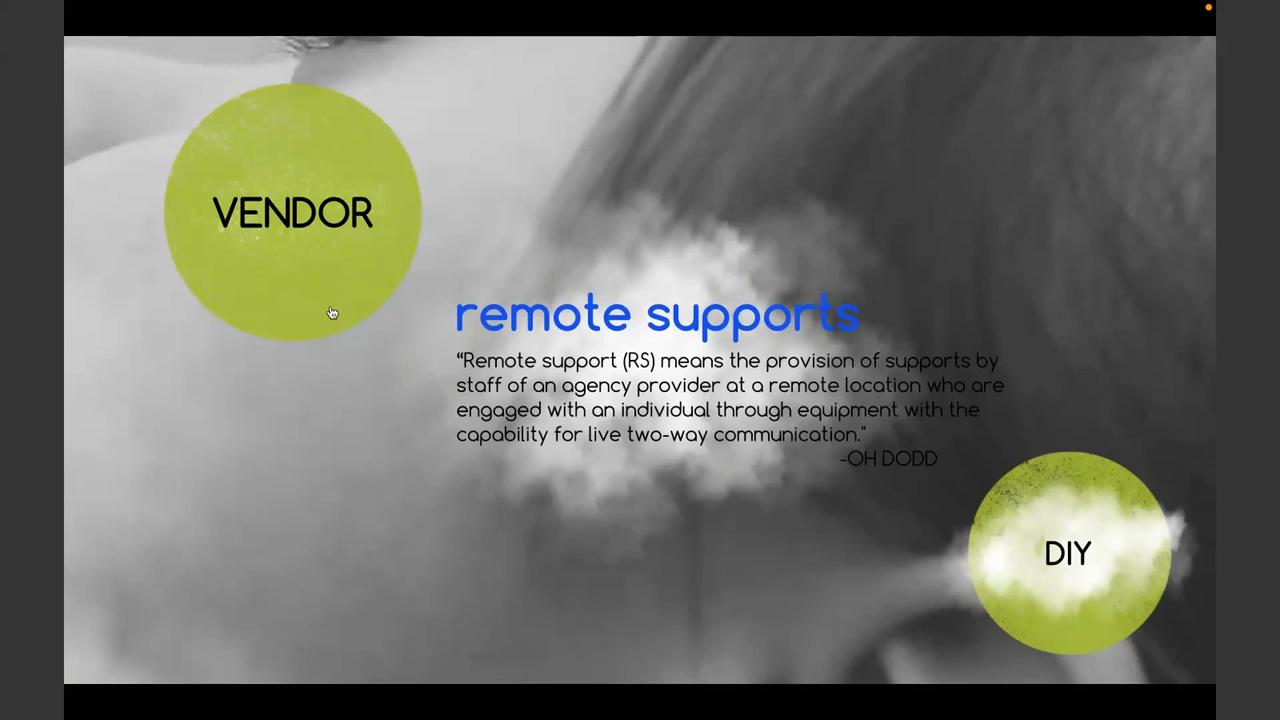 VENDOR
remote supports
“Remote support (RS) means the provision of supports by
staff of an agency provider at a remote location who are
engaged with an individual through equipment with the
capability for live two-way communication."
-OH DODD
DIY